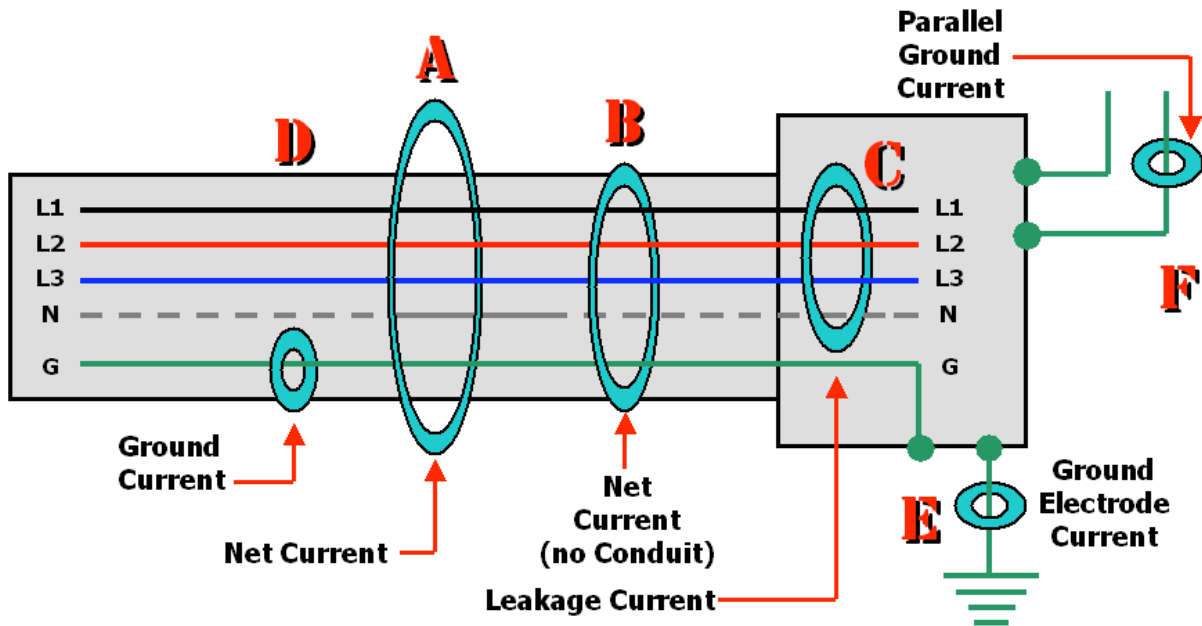 Parallel
Ground
Current
A
B
D
C
L1
L2
L3
N
G
L1
L2
L3
N
G
F
Ground
Current
Net Current
Net
Current
(no Conduit)
Leakage Current
E
Ground
Electrode
Current